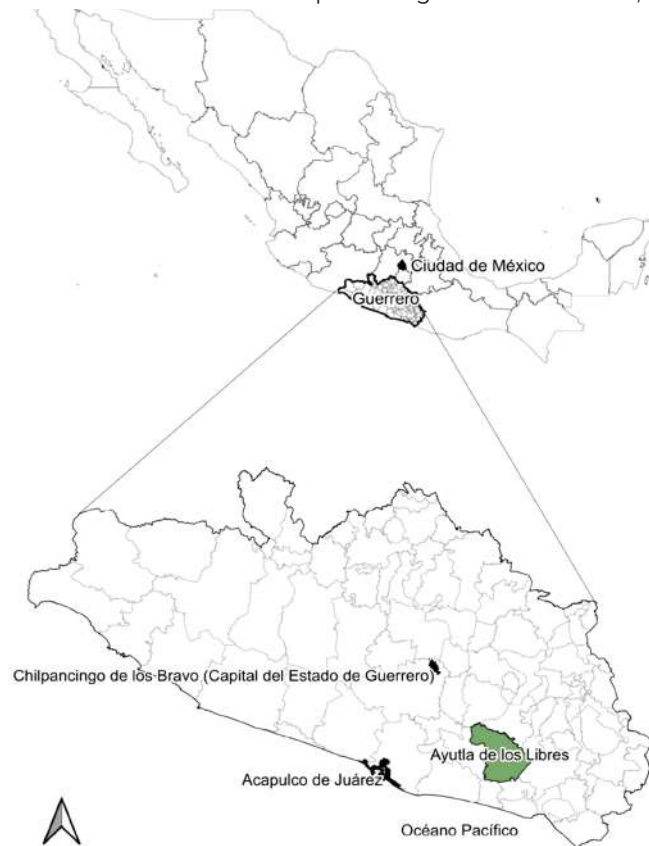 Ciudad de México
Guerrero
Chilpancingo de los Bravo (Capital del Estado de Guerrero)
Ayutla de los Libres
Acapulco de Juárez
Océano Pacífico